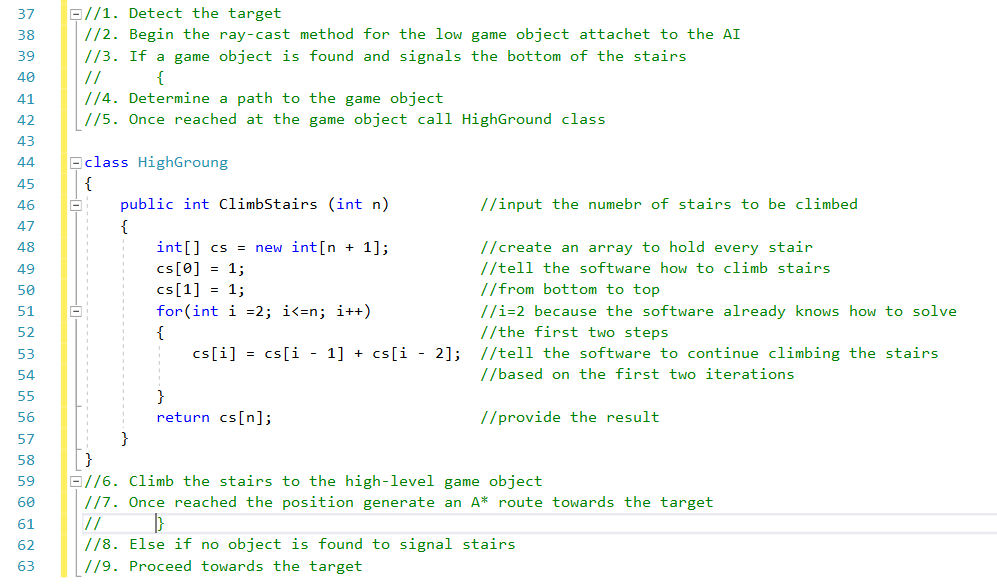 37 //1. Detect the target
38 //2. Begin the ray-cast method for the low game object attachet to the AI
39 //3. If a game object is found and signals the bottom of the stairs
40 //      {
41 //4. Determine a path to the game object
42 //5. Once reached at the game object call HighGround class
43
44 class HighGroung
45 {
46     public int ClimbStairs (int n)          //input the numebr of stairs to be climbed
47     {
48         int[] cs = new int[n + 1];          //create an array to hold every stair
49         cs[0] = 1;                          //tell the software how to climb stairs
50         cs[1] = 1;                          //from bottom to top
51         for(int i =2; i<=n; i++)            //i=2 because the software already knows how to solve
52         {                                   //the first two steps
53             cs[i] = cs[i - 1] + cs[i - 2];  //tell the software to continue climbing the stairs
54                                             //based on the first two iterations
55         }
56         return cs[n];                       //provide the result
57     }
58 }
59 //6. Climb the stairs to the high-level game object
60 //7. Once reached the position generate an A* route towards the target
61 //      }
62 //8. Else if no object is found to signal stairs
63 //9. Proceed towards the target